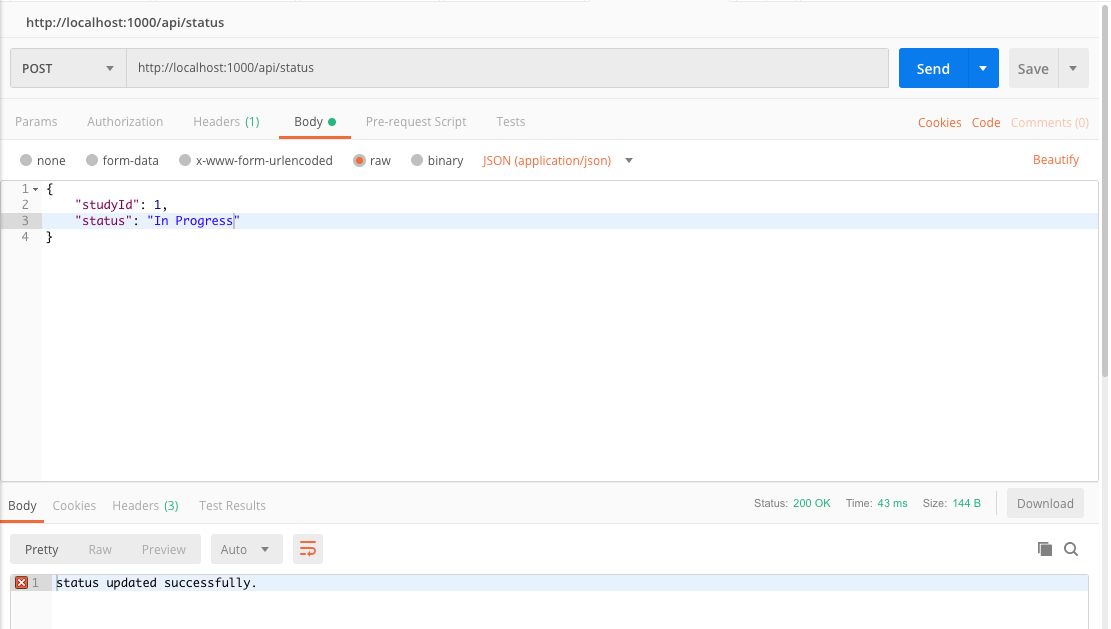 http://localhost:1000/api/status
POST http://localhost:1000/api/status Send Save
Params Authorization Headers (1) Body Pre-request Script Tests Cookies Code Comments (0)
none form-data x-www-form-urlencoded raw binary JSON (application/json) Beautify
1 {
2 "studyId": 1,
3 "status": "In Progress"
4 }
Body Cookies Headers (3) Test Results Status: 200 OK Time: 43 ms Size: 144 B Download
Pretty Raw Preview Auto
1 status updated successfully.